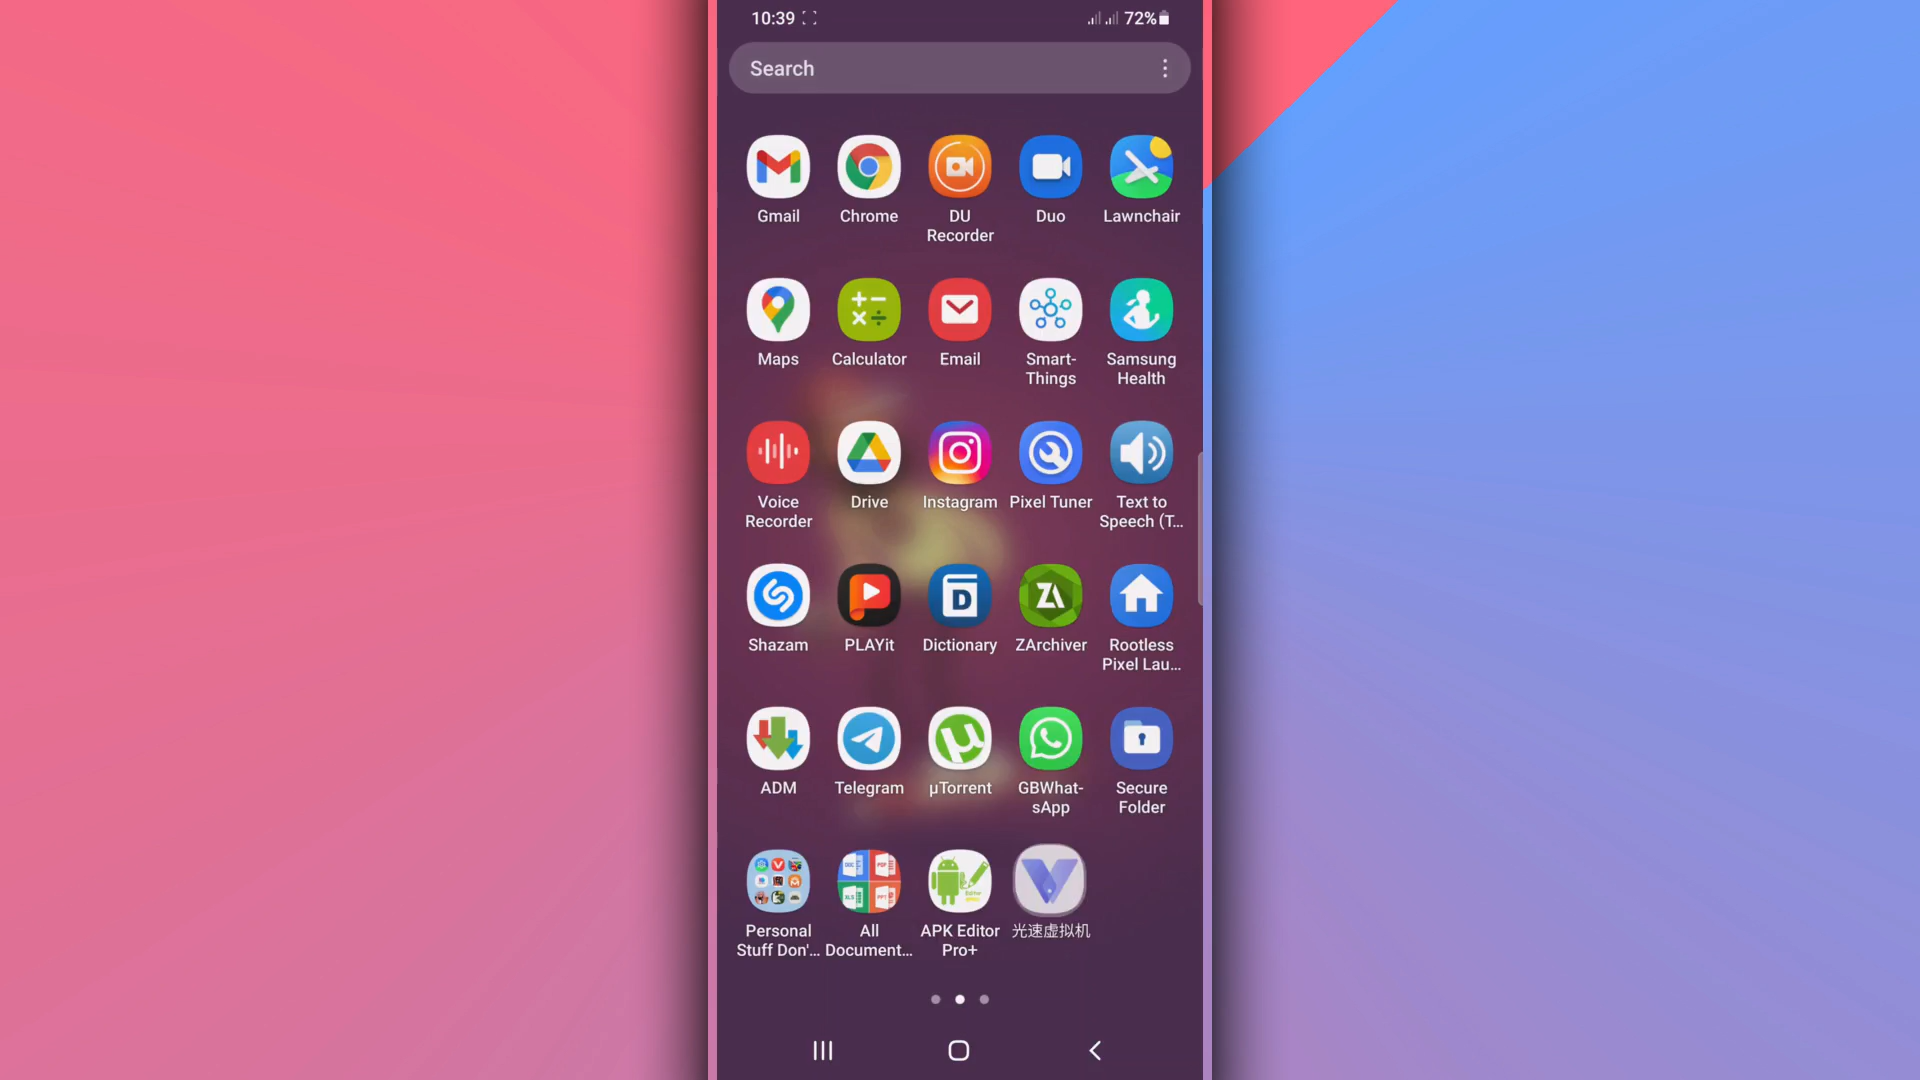 10:39
72%
Search
Gmail
Chrome
DU
Recorder
Duo
Lawnchair
Maps
Calculator
Email
Smart-
Things
Samsung
Health
Voice
Recorder
Drive
Instagram
Pixel Tuner
Text to
Speech (T...
Shazam
PLAYit
Dictionary
ZArchiver
Rootless
Pixel Lau...
ADM
Telegram
µTorrent
GBWhat-
sApp
Secure
Folder
Personal
Stuff Don'...
All
Document...
APK Editor
Pro+
光速虚拟机